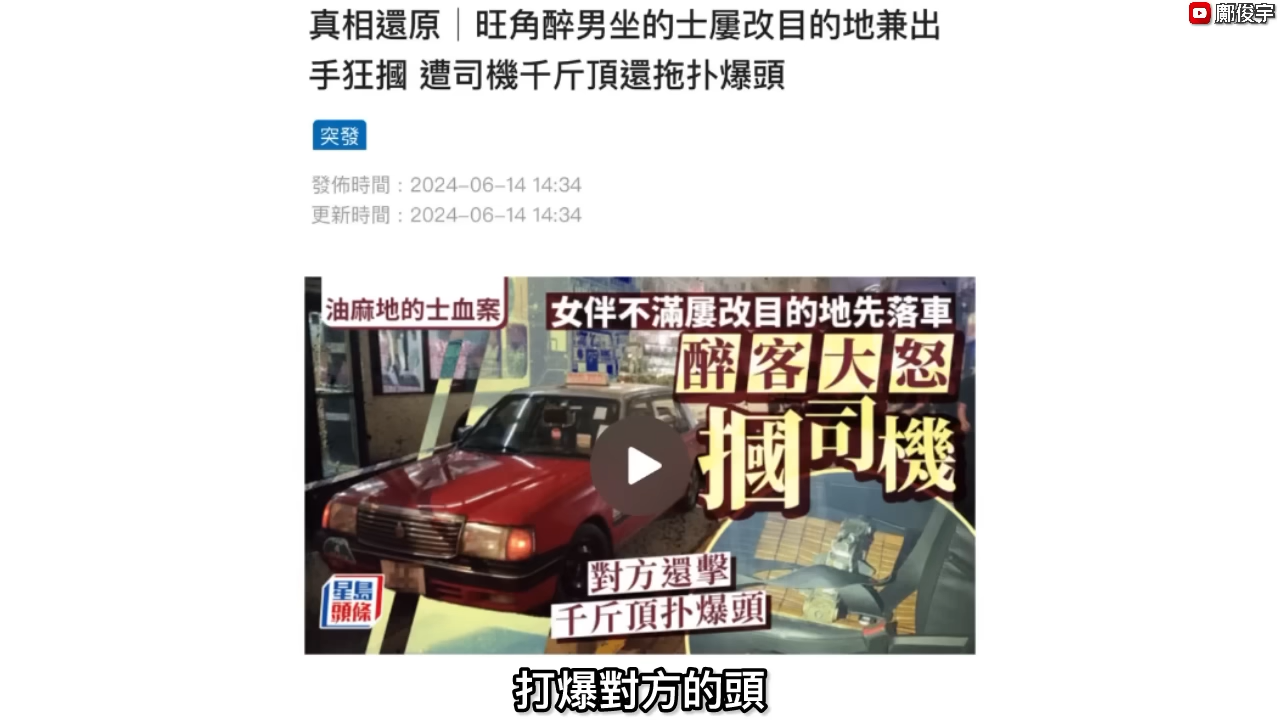 鄺俊宇
真相還原｜旺角醉男坐的士屢改目的地兼出
手狂摑 遭司機千斤頂還拖扑爆頭
突發
發佈時間：2024-06-14 14:34
更新時間：2024-06-14 14:34
油麻地的士血案
女伴不滿屢改目的地先落車
醉客大怒
摑司機
對方還擊
千斤頂扑爆頭
星島
頭條
打爆對方的頭